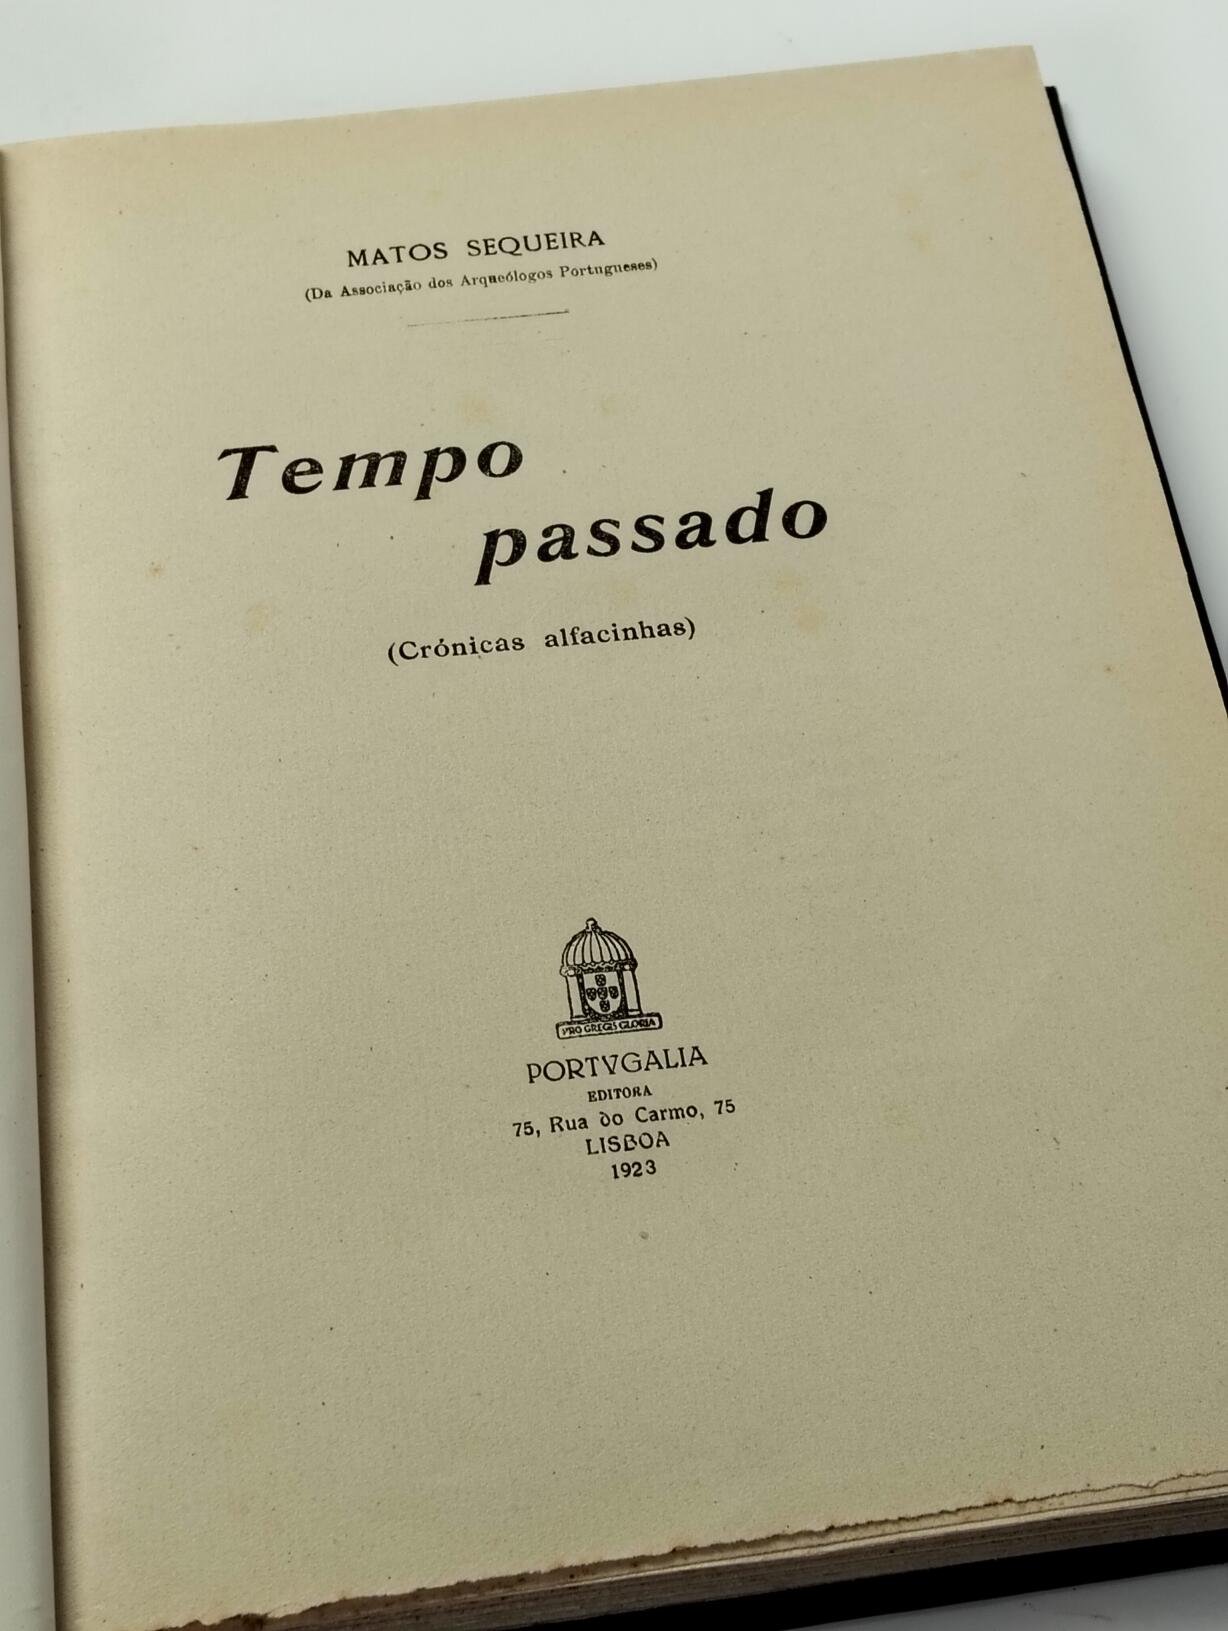 MATOS SEQUEIRA
(Da Associação dos Arqueólogos Portugueses)
Tempo
passado
(Crónicas alfacinhas)
PRO GREGIS GLORIA
PORTVGALIA
EDITORA
75, Rua do Carmo, 75
LISBOA
1923